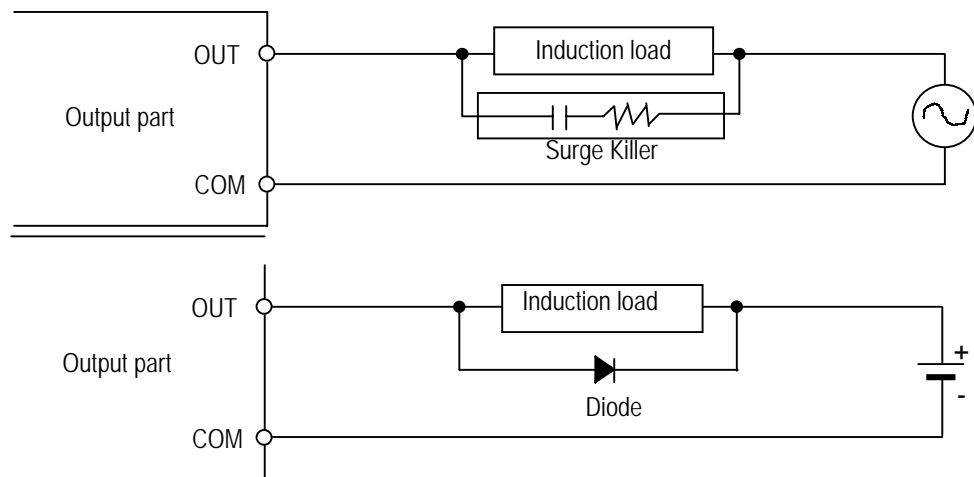 OUT
Induction load
Output part
Surge Killer
COM
OUT
Induction load
+
Output part
-
Diode
COM